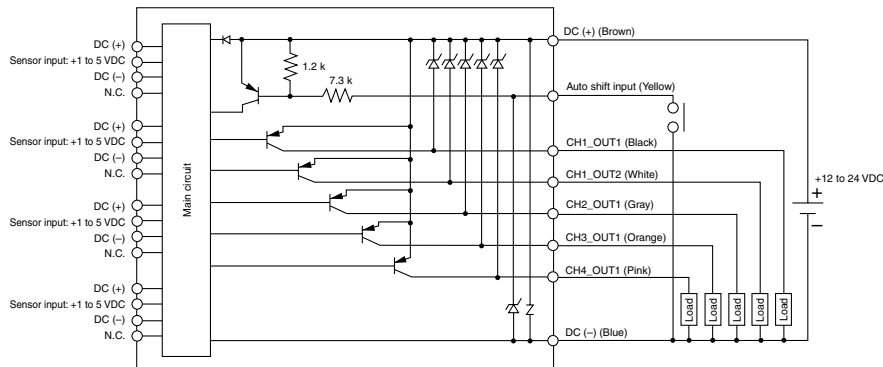 DC (+)
Sensor input: +1 to 5 VDC
DC (–)
N.C.
DC (+)
Sensor input: +1 to 5 VDC
DC (–)
N.C.
DC (+)
Sensor input: +1 to 5 VDC
DC (–)
N.C.
DC (+)
Sensor input: +1 to 5 VDC
DC (–)
N.C.
Main circuit
1.2 k
7.3 k
DC (+) (Brown)
Auto shift input (Yellow)
CH1_OUT1 (Black)
CH1_OUT2 (White)
CH2_OUT1 (Gray)
CH3_OUT1 (Orange)
CH4_OUT1 (Pink)
DC (–) (Blue)
Load
Load
Load
Load
Load
+12 to 24 VDC
+
–